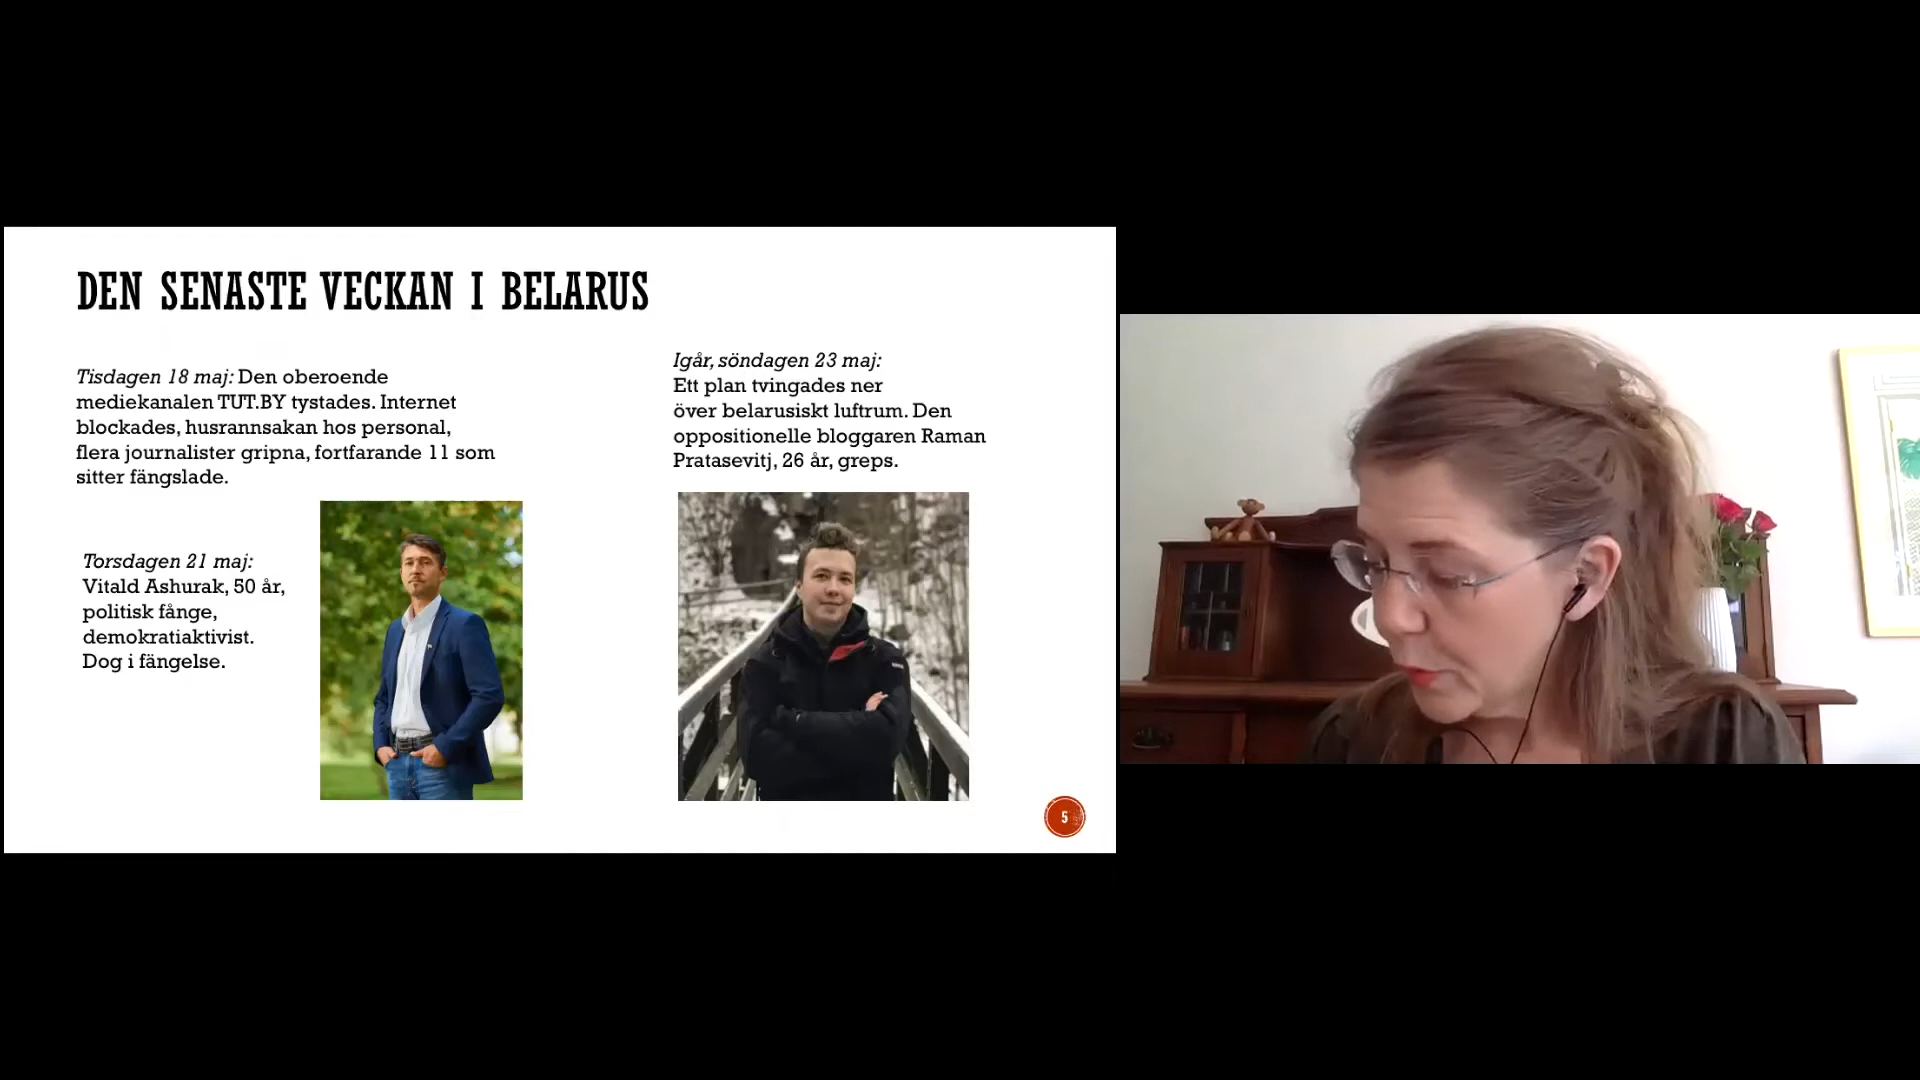 DEN SENASTE VECKAN I BELARUS
Tisdagen 18 maj: Den oberoende
mediekanalen TUT.BY tystades. Internet
blockades, husrannsakan hos personal,
flera journalister gripna, fortfarande 11 som
sitter fängslade.
Torsdagen 21 maj:
Vitald Ashurak, 50 år,
politisk fånge,
demokratiaktivist.
Dog i fängelse.
Igår, söndagen 23 maj:
Ett plan tvingades ner
över belarusiskt luftrum. Den
oppositionelle bloggaren Raman
Pratasevitj, 26 år, greps.
5